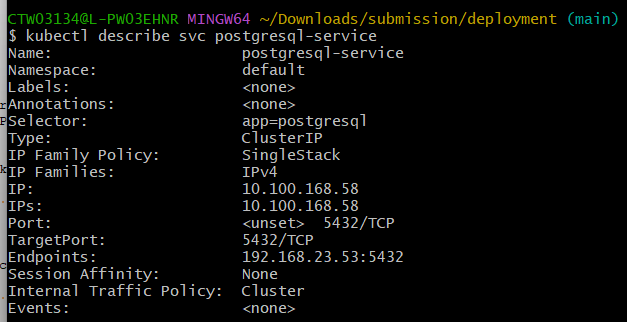 CTW03134@L-PW03EHNR MINGW64 ~/Downloads/submission/deployment (main)
$ kubectl describe svc postgresql-service
Name:                     postgresql-service
Namespace:                default
Labels:                   <none>
Annotations:              <none>
Selector:                 app=postgresql
Type:                     ClusterIP
IP Family Policy:         SingleStack
IP Families:              IPv4
IP:                       10.100.168.58
IPs:                      10.100.168.58
Port:                     <unset>  5432/TCP
TargetPort:               5432/TCP
Endpoints:                192.168.23.53:5432
Session Affinity:         None
Internal Traffic Policy:  Cluster
Events:                   <none>